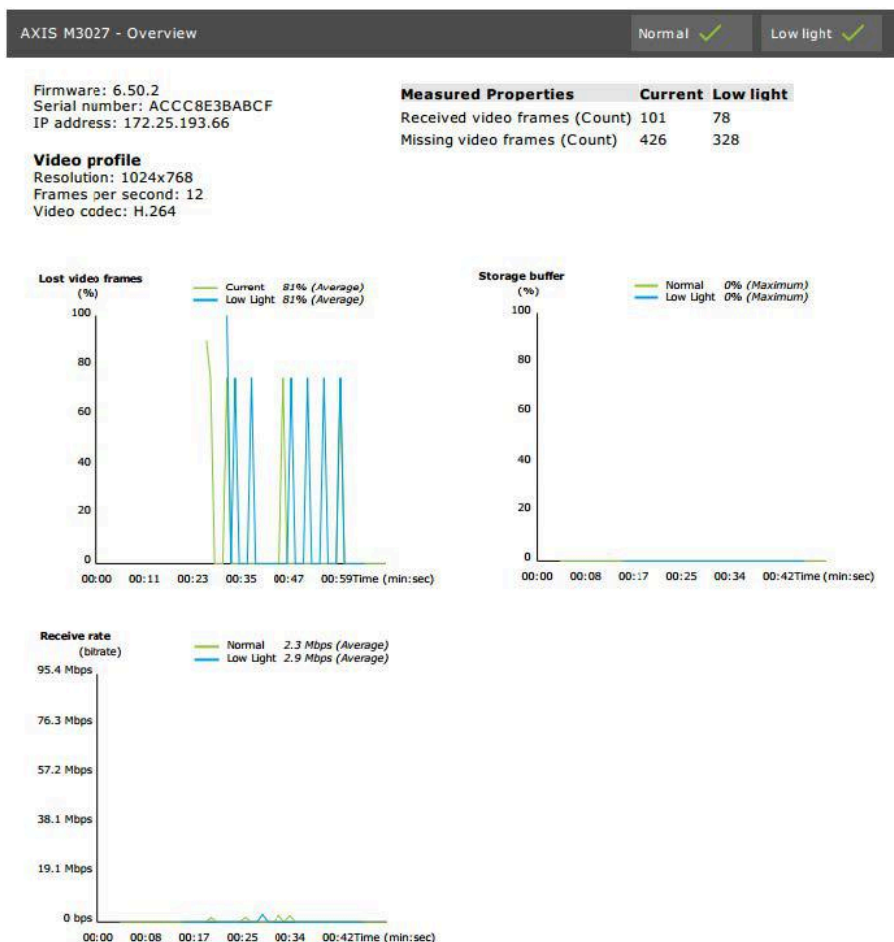 AXIS M3027 - Overview Normal Low light
Firmware: 6.50.2
Serial number: ACCC8E3BABCF
IP address: 172.25.193.66
Video profile
Resolution: 1024x768
Frames per second: 12
Video codec: H.264
Measured Properties Current Low light
Received video frames (Count) 101 78
Missing video frames (Count) 426 328
Lost video frames
(%)
Current 81% (Average)
Low Light 81% (Average)
100
80
60
40
20
0
00:00 00:11 00:23 00:35 00:47 00:59Time (min:sec)
Storage buffer
(%)
Normal 0% (Maximum)
Low Light 0% (Maximum)
100
80
60
40
20
0
00:00 00:08 00:17 00:25 00:34 00:42Time (min:sec)
Receive rate
(bitrate)
Normal 2.3 Mbps (Average)
Low Light 2.9 Mbps (Average)
95.4 Mbps
76.3 Mbps
57.2 Mbps
38.1 Mbps
19.1 Mbps
0 bps
00:00 00:08 00:17 00:25 00:34 00:42Time (min:sec)